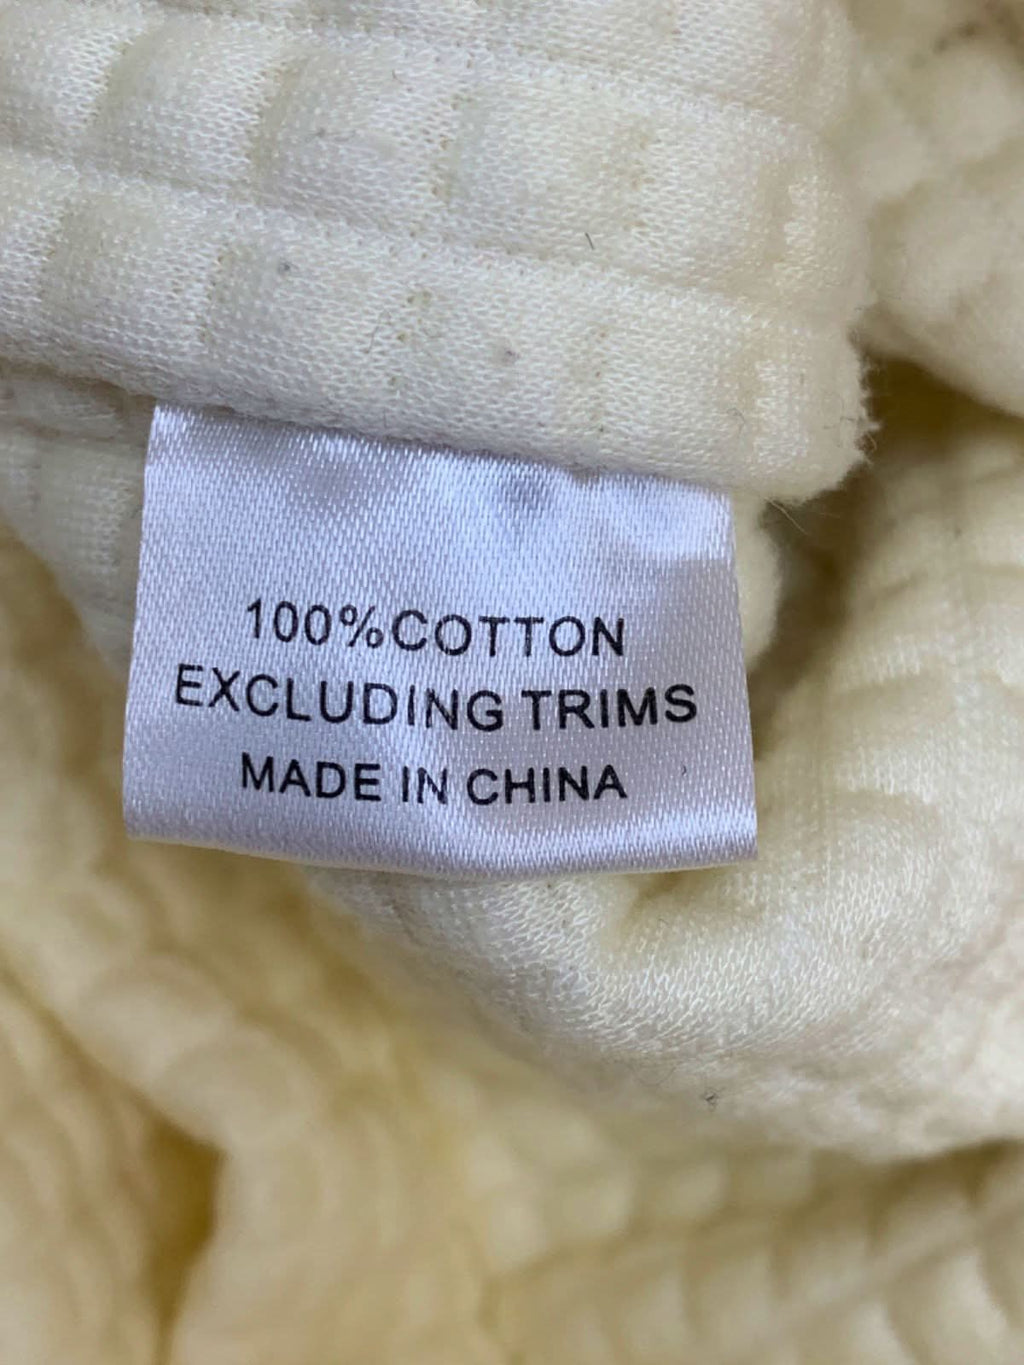 100%COTTON
EXCLUDING TRIMS
MADE IN CHINA